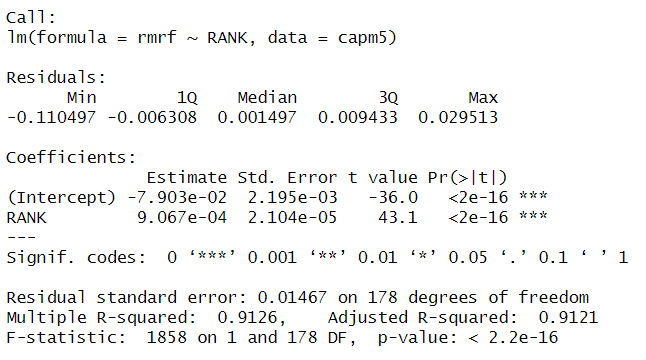 Call:
lm(formula = rmrf ~ RANK, data = capm5)
Residuals:
      Min        1Q    Median        3Q       Max
-0.110497 -0.006308  0.001497  0.009433  0.029513
Coefficients:
              Estimate Std. Error t value Pr(>|t|)
(Intercept) -7.903e-02  2.195e-03   -36.0   <2e-16 ***
RANK         9.067e-04  2.104e-05    43.1   <2e-16 ***
---
Signif. codes:  0 ‘***’ 0.001 ‘**’ 0.01 ‘*’ 0.05 ‘.’ 0.1 ‘ ’ 1
Residual standard error: 0.01467 on 178 degrees of freedom
Multiple R-squared:  0.9126,    Adjusted R-squared:  0.9121
F-statistic:  1858 on 1 and 178 DF,  p-value: < 2.2e-16